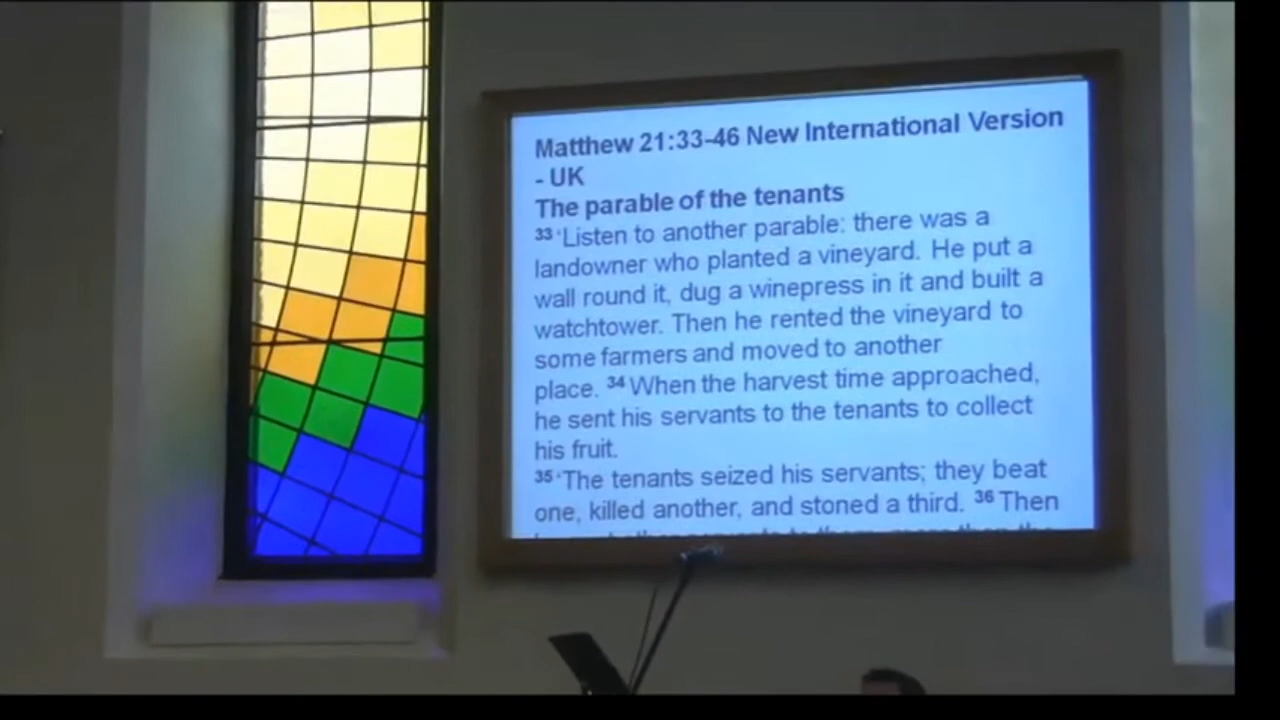 Matthew 21:33-46 New International Version
- UK
The parable of the tenants
33 'Listen to another parable: there was a
landowner who planted a vineyard. He put a
wall round it, dug a winepress in it and built a
watchtower. Then he rented the vineyard to
some farmers and moved to another
place. 34 When the harvest time approached,
he sent his servants to the tenants to collect
his fruit.
35 'The tenants seized his servants; they beat
one, killed another, and stoned a third. 36 Then